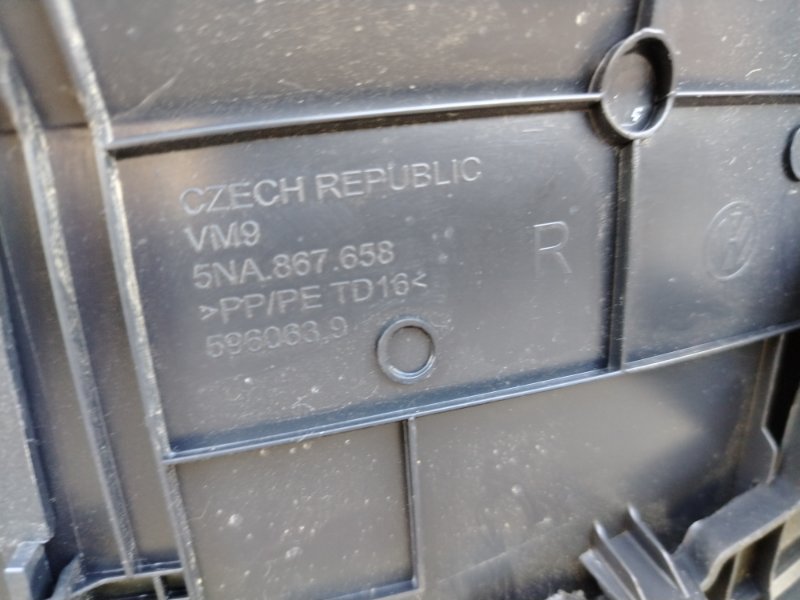 CZECH REPUBLIC
VM9
5NA.867.658
>PP/PE TD16<
596063,9
R